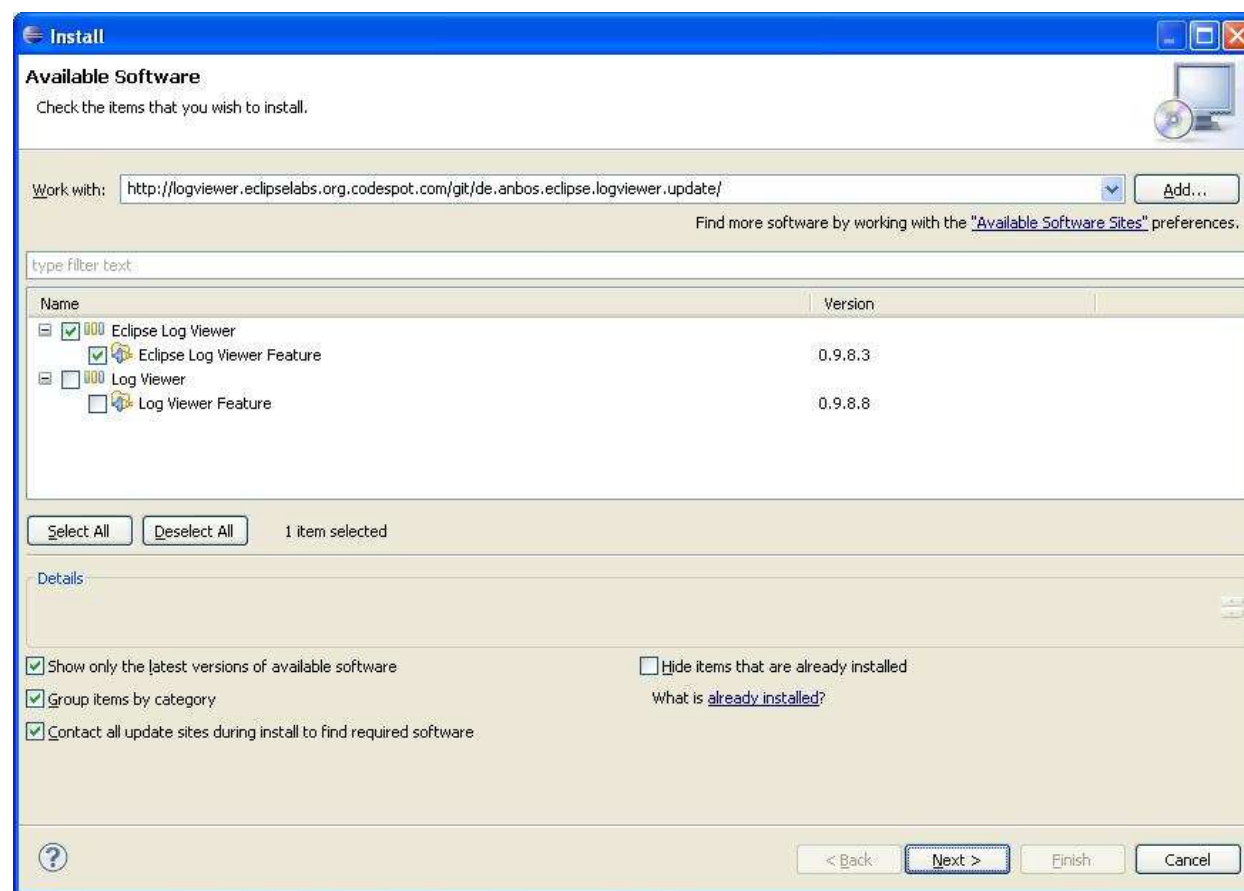 Install
Available Software
Check the items that you wish to install.
Work with: http://logviewer.eclipselabs.org.codespot.com/git/de.anbos.eclipse.logviewer.update/ Add...
Find more software by working with the "Available Software Sites" preferences.
type filter text
Name Version
Eclipse Log Viewer
Eclipse Log Viewer Feature 0.9.8.3
Log Viewer
Log Viewer Feature 0.9.8.8
Select All Deselect All 1 item selected
Details
Show only the latest versions of available software Hide items that are already installed
Group items by category What is already installed?
Contact all update sites during install to find required software
? < Back Next > Finish Cancel